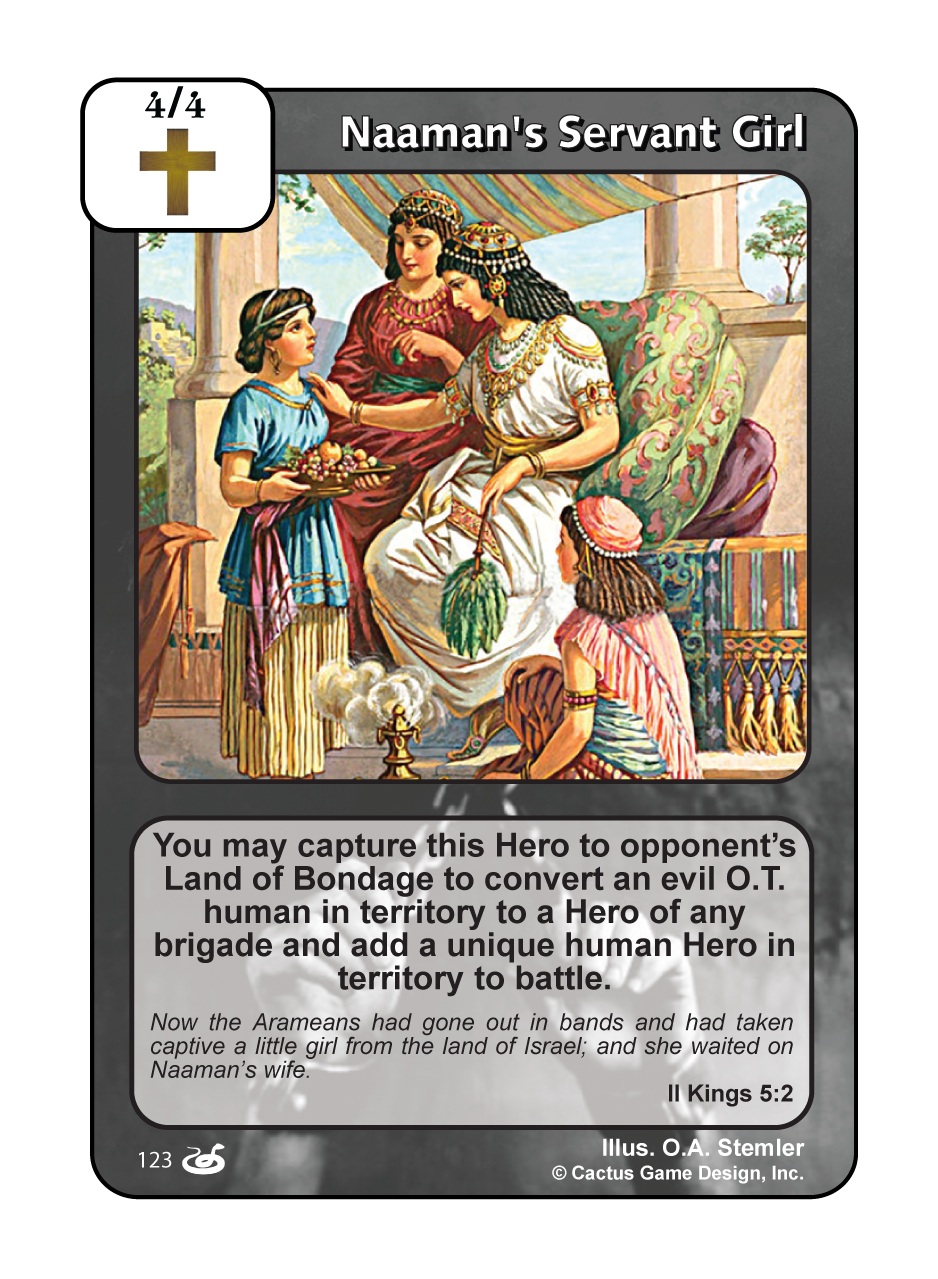 4/4
Naaman's Servant Girl
You may capture this Hero to opponent’s
Land of Bondage to convert an evil O.T.
human in territory to a Hero of any
brigade and add a unique human Hero in
territory to battle.
Now the Arameans had gone out in bands and had taken
captive a little girl from the land of Israel; and she waited on
Naaman’s wife.
II Kings 5:2
123
Illus. O.A. Stemler
© Cactus Game Design, Inc.